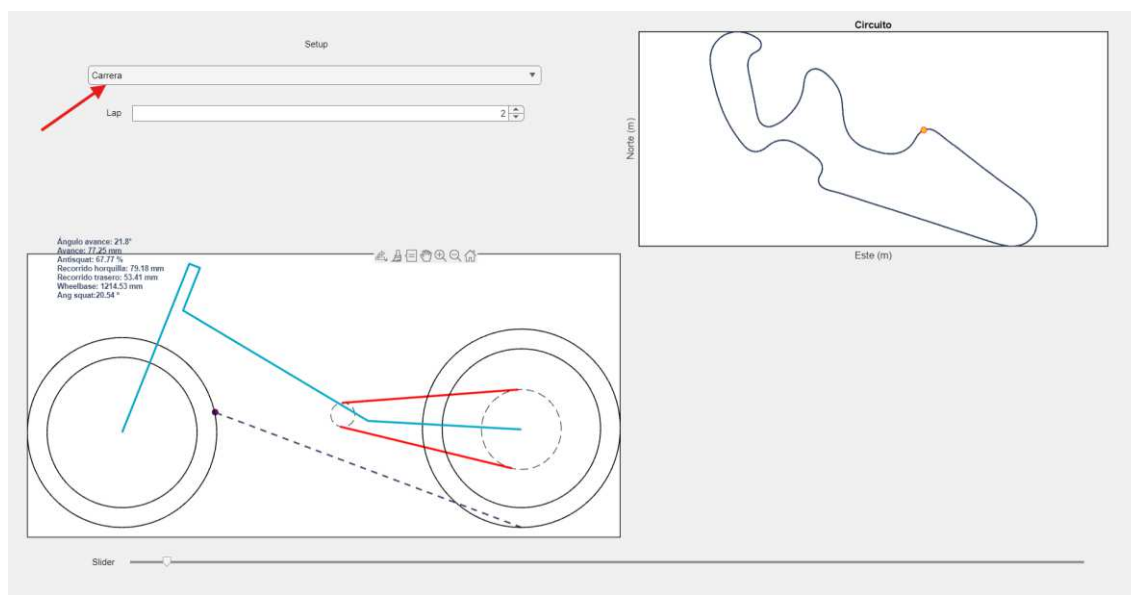 Setup
Carrera
Lap 2
Circuito
Norte (m)
Este (m)
Ángulo avance: 21.8°
Avance: 77.25 mm
Antisquat: 67.77 %
Recorrido horquilla: 79.18 mm
Recorrido trasero: 53.41 mm
Wheelbase: 1214.53 mm
Ang squat:20.54 °
Slider